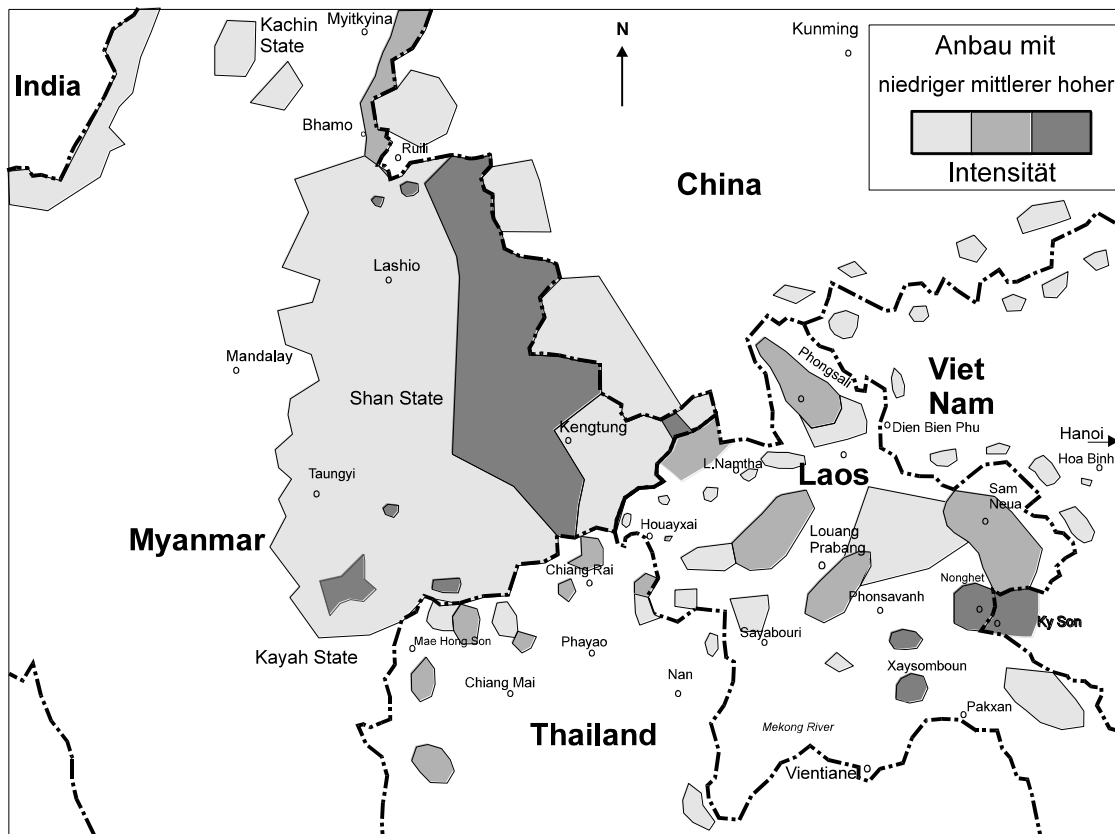 Kachin
State
Myitkyina
N
Kunming
Anbau mit
niedriger mittlerer hoher
Intensität
India
Bhamo
Ruili
China
Lashio
Mandalay
Shan State
Phongsali
Viet
Nam
Kengtung
Dien Bien Phu
Hanoi
Hoa Binh
L.Namtha
Laos
Taungyi
Sam
Neua
Myanmar
Houayxai
Louang
Prabang
Chiang Rai
Nonghet
Phonsavanh
Ky Son
Mae Hong Son
Phayao
Sayabouri
Kayah State
Xaysomboun
Chiang Mai
Nan
Pakxan
Thailand
Mekong River
Vientiane